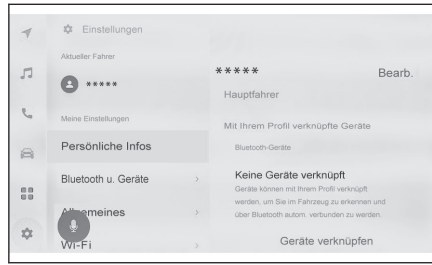 Einstellungen
Aktueller Fahrer
*****
Meine Einstellungen
Persönliche Infos
Bluetooth u. Geräte
Allgemeines
Wi-Fi
*****
Bearb.
Hauptfahrer
Mit Ihrem Profil verknüpfte Geräte
Bluetooth-Geräte
Keine Geräte verknüpft
Geräte können mit Ihrem Profil verknüpft
werden, um Sie im Fahrzeug zu erkennen und
über Bluetooth autom. verbunden zu werden.
Geräte verknüpfen